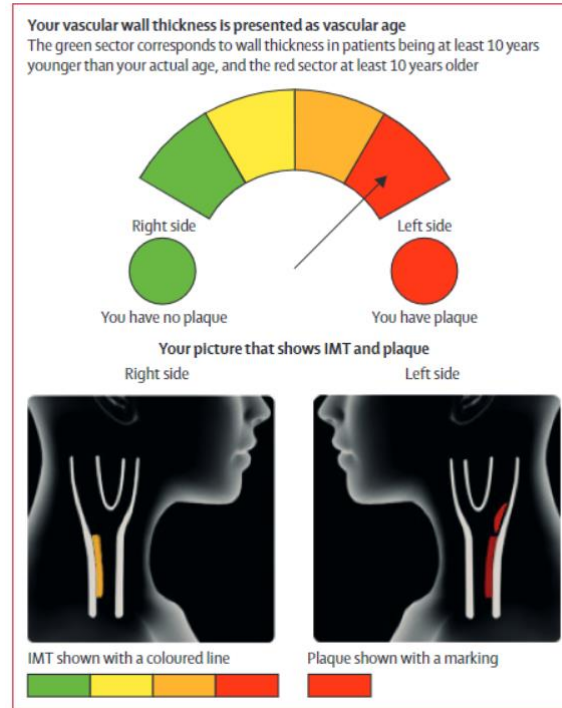 Your vascular wall thickness is presented as vascular age
The green sector corresponds to wall thickness in patients being at least 10 years
younger than your actual age, and the red sector at least 10 years older
Right side
Left side
You have no plaque
You have plaque
Your picture that shows IMT and plaque
Right side
Left side
IMT shown with a coloured line
Plaque shown with a marking